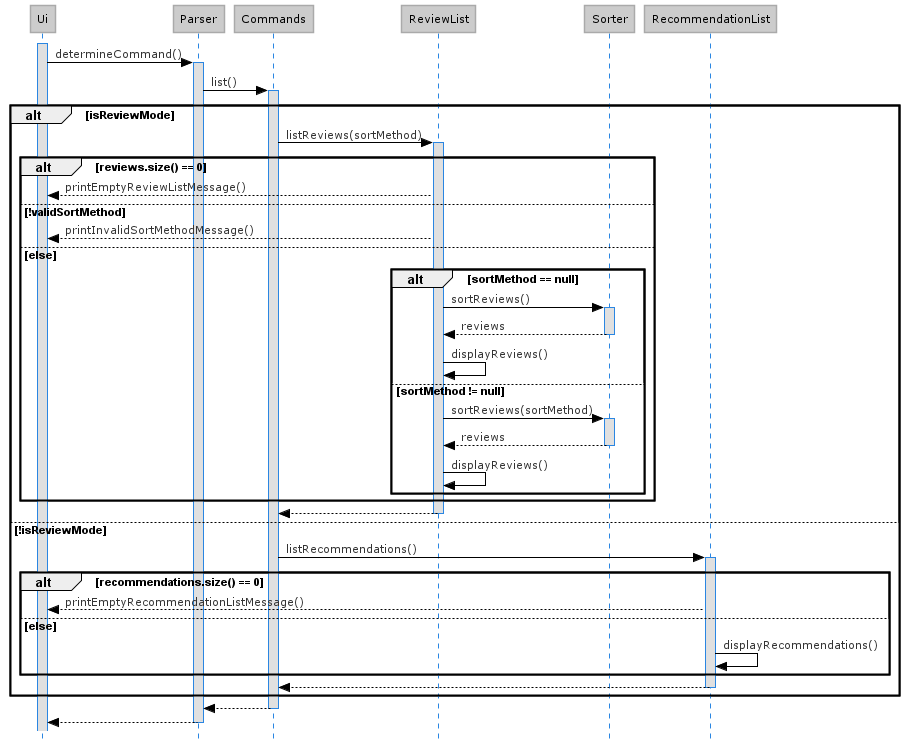 Ui Parser Commands ReviewList Sorter RecommendationList
determineCommand()
list()
alt [isReviewMode]
listReviews(sortMethod)
alt [reviews.size() == 0]
printEmptyReviewListMessage()
[!validSortMethod]
printInvalidSortMethodMessage()
[else]
alt [sortMethod == null]
sortReviews()
reviews
displayReviews()
[sortMethod != null]
sortReviews(sortMethod)
reviews
displayReviews()
[!isReviewMode]
listRecommendations()
alt [recommendations.size() == 0]
printEmptyRecommendationListMessage()
[else]
displayRecommendations()